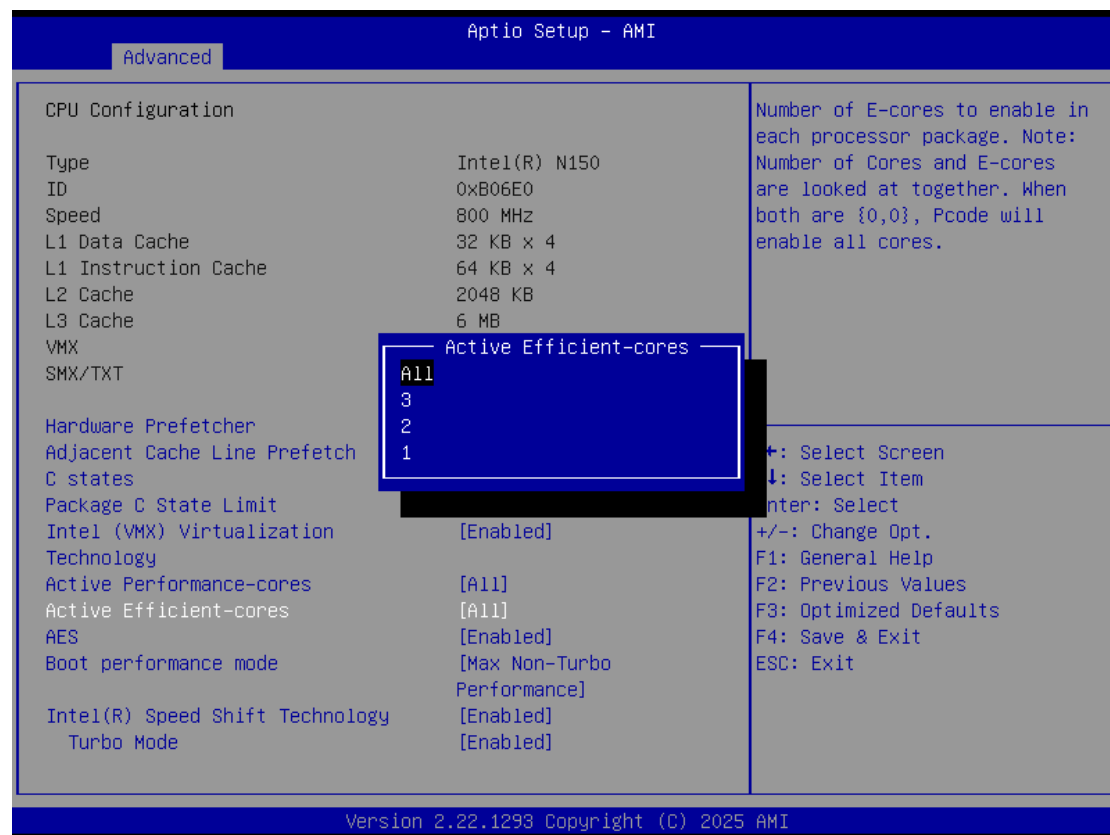 Aptio Setup - AMI
Advanced
CPU Configuration
Type Intel(R) N150
ID 0xB06E0
Speed 800 MHz
L1 Data Cache 32 KB x 4
L1 Instruction Cache 64 KB x 4
L2 Cache 2048 KB
L3 Cache 6 MB
VMX
SMX/TXT
Hardware Prefetcher
Adjacent Cache Line Prefetch
C states
Package C State Limit
Intel (VMX) Virtualization [Enabled]
Technology
Active Performance-cores [All]
Active Efficient-cores [All]
AES [Enabled]
Boot performance mode [Max Non-Turbo
Performance]
Intel(R) Speed Shift Technology [Enabled]
Turbo Mode [Enabled]
Active Efficient-cores
All
3
2
1
Number of E-cores to enable in
each processor package. Note:
Number of Cores and E-cores
are looked at together. When
both are {0,0}, Pcode will
enable all cores.
: Select Screen
: Select Item
nter: Select
+/-: Change Opt.
F1: General Help
F2: Previous Values
F3: Optimized Defaults
F4: Save & Exit
ESC: Exit
Version 2.22.1293 Copyright (C) 2025 AMI